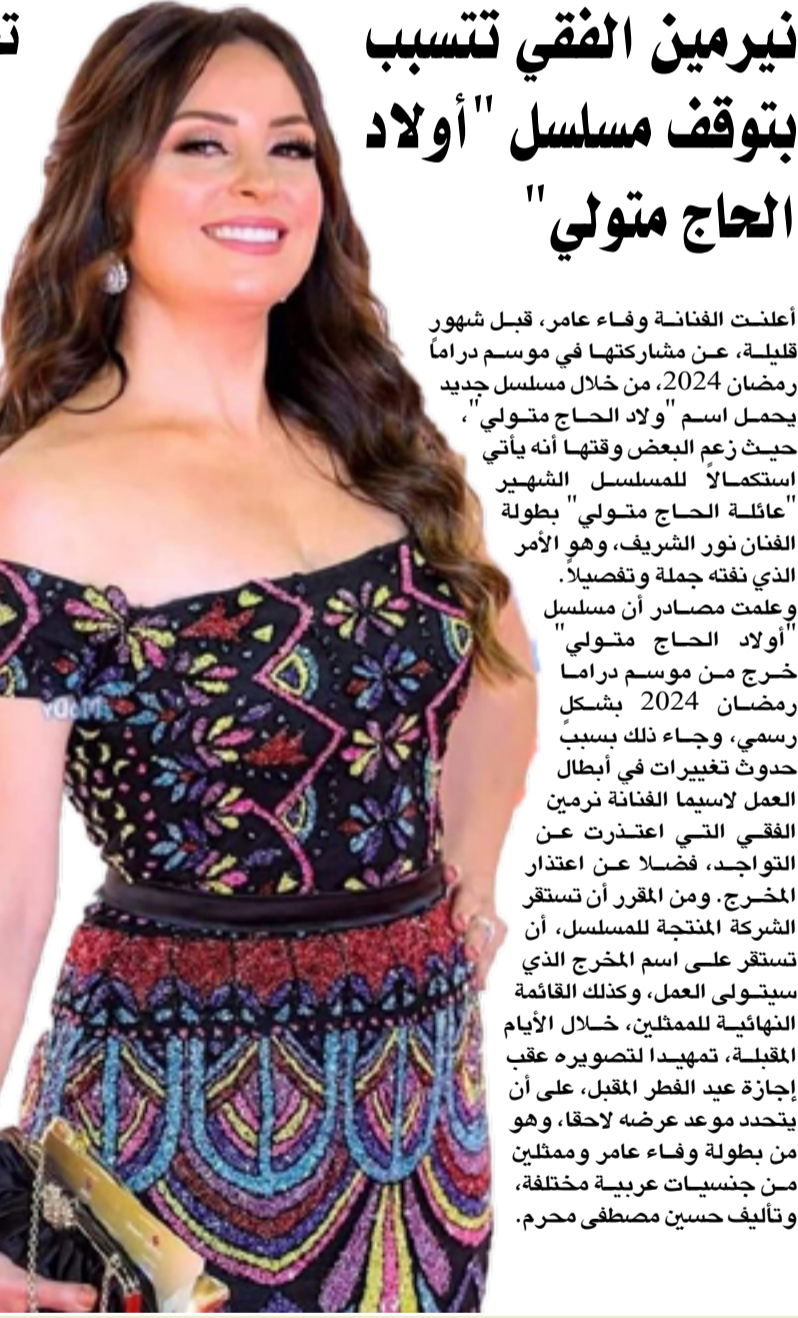 نيرمين الفقي تتسبب
بتوقف مسلسل "أولاد
الحاج متولي"
أعلنت الفنانة وفاء عامر، قبل شهور
قليلة، عن مشاركتها في موسم دراماً
رمضان 2024، من خلال مسلسل جديد
يحمل اسم "ولاد الحاج متولي"،
حيث زعم البعض وقتها أنه يأتي
استكمالاً للمسلسل الشهير
"عائلة الحاج متولي" بطولة
الفنان نور الشريف، وهو الأمر
الذي نفته جملة وتفصيلاً.
وعلمت مصادر أن مسلسل
"أولاد الحاج متولي"
خرج من موسم دراما
رمضان 2024 بشكلٍ
رسمي، وجاء ذلك بسبب
حدوث تغييرات في أبطال
العمل لاسيما الفنانة نرمين
الفقي التي اعتذرت عن
التواجد، فضلا عن اعتذار
المخرج. ومن المقرر أن تستقر
الشركة المنتجة للمسلسل، أن
تستقر على اسم المخرج الذي
سيتولى العمل، وكذلك القائمة
النهائية للممثلين، خلال الأيام
المقبلة، تمهيدا لتصويره عقب
إجازة عيد الفطر المقبل، على أن
يتحدد موعد عرضه لاحقا، وهو
من بطولة وفاء عامر وممثلين
من جنسيات عربية مختلفة،
وتأليف حسين مصطفى محرم.